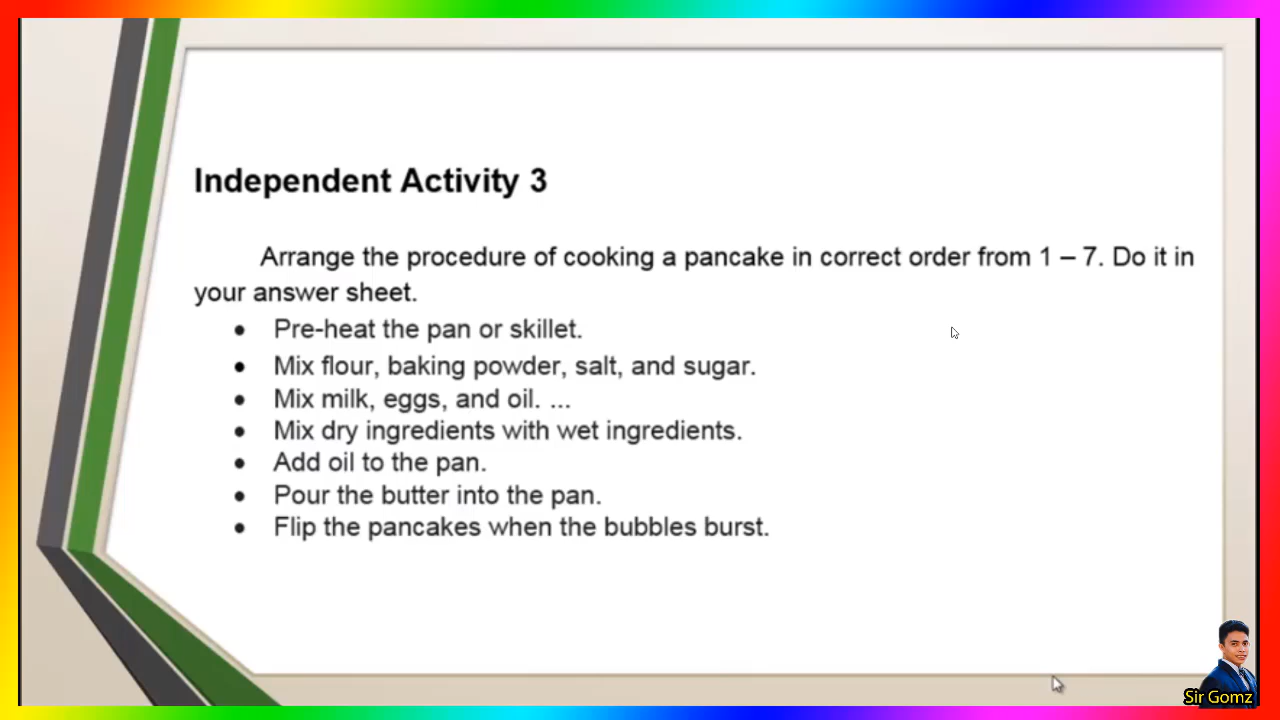 Independent Activity 3
Arrange the procedure of cooking a pancake in correct order from 1 – 7. Do it in
your answer sheet.
• Pre-heat the pan or skillet.
• Mix flour, baking powder, salt, and sugar.
• Mix milk, eggs, and oil. ...
• Mix dry ingredients with wet ingredients.
• Add oil to the pan.
• Pour the butter into the pan.
• Flip the pancakes when the bubbles burst.
Sir Gomz